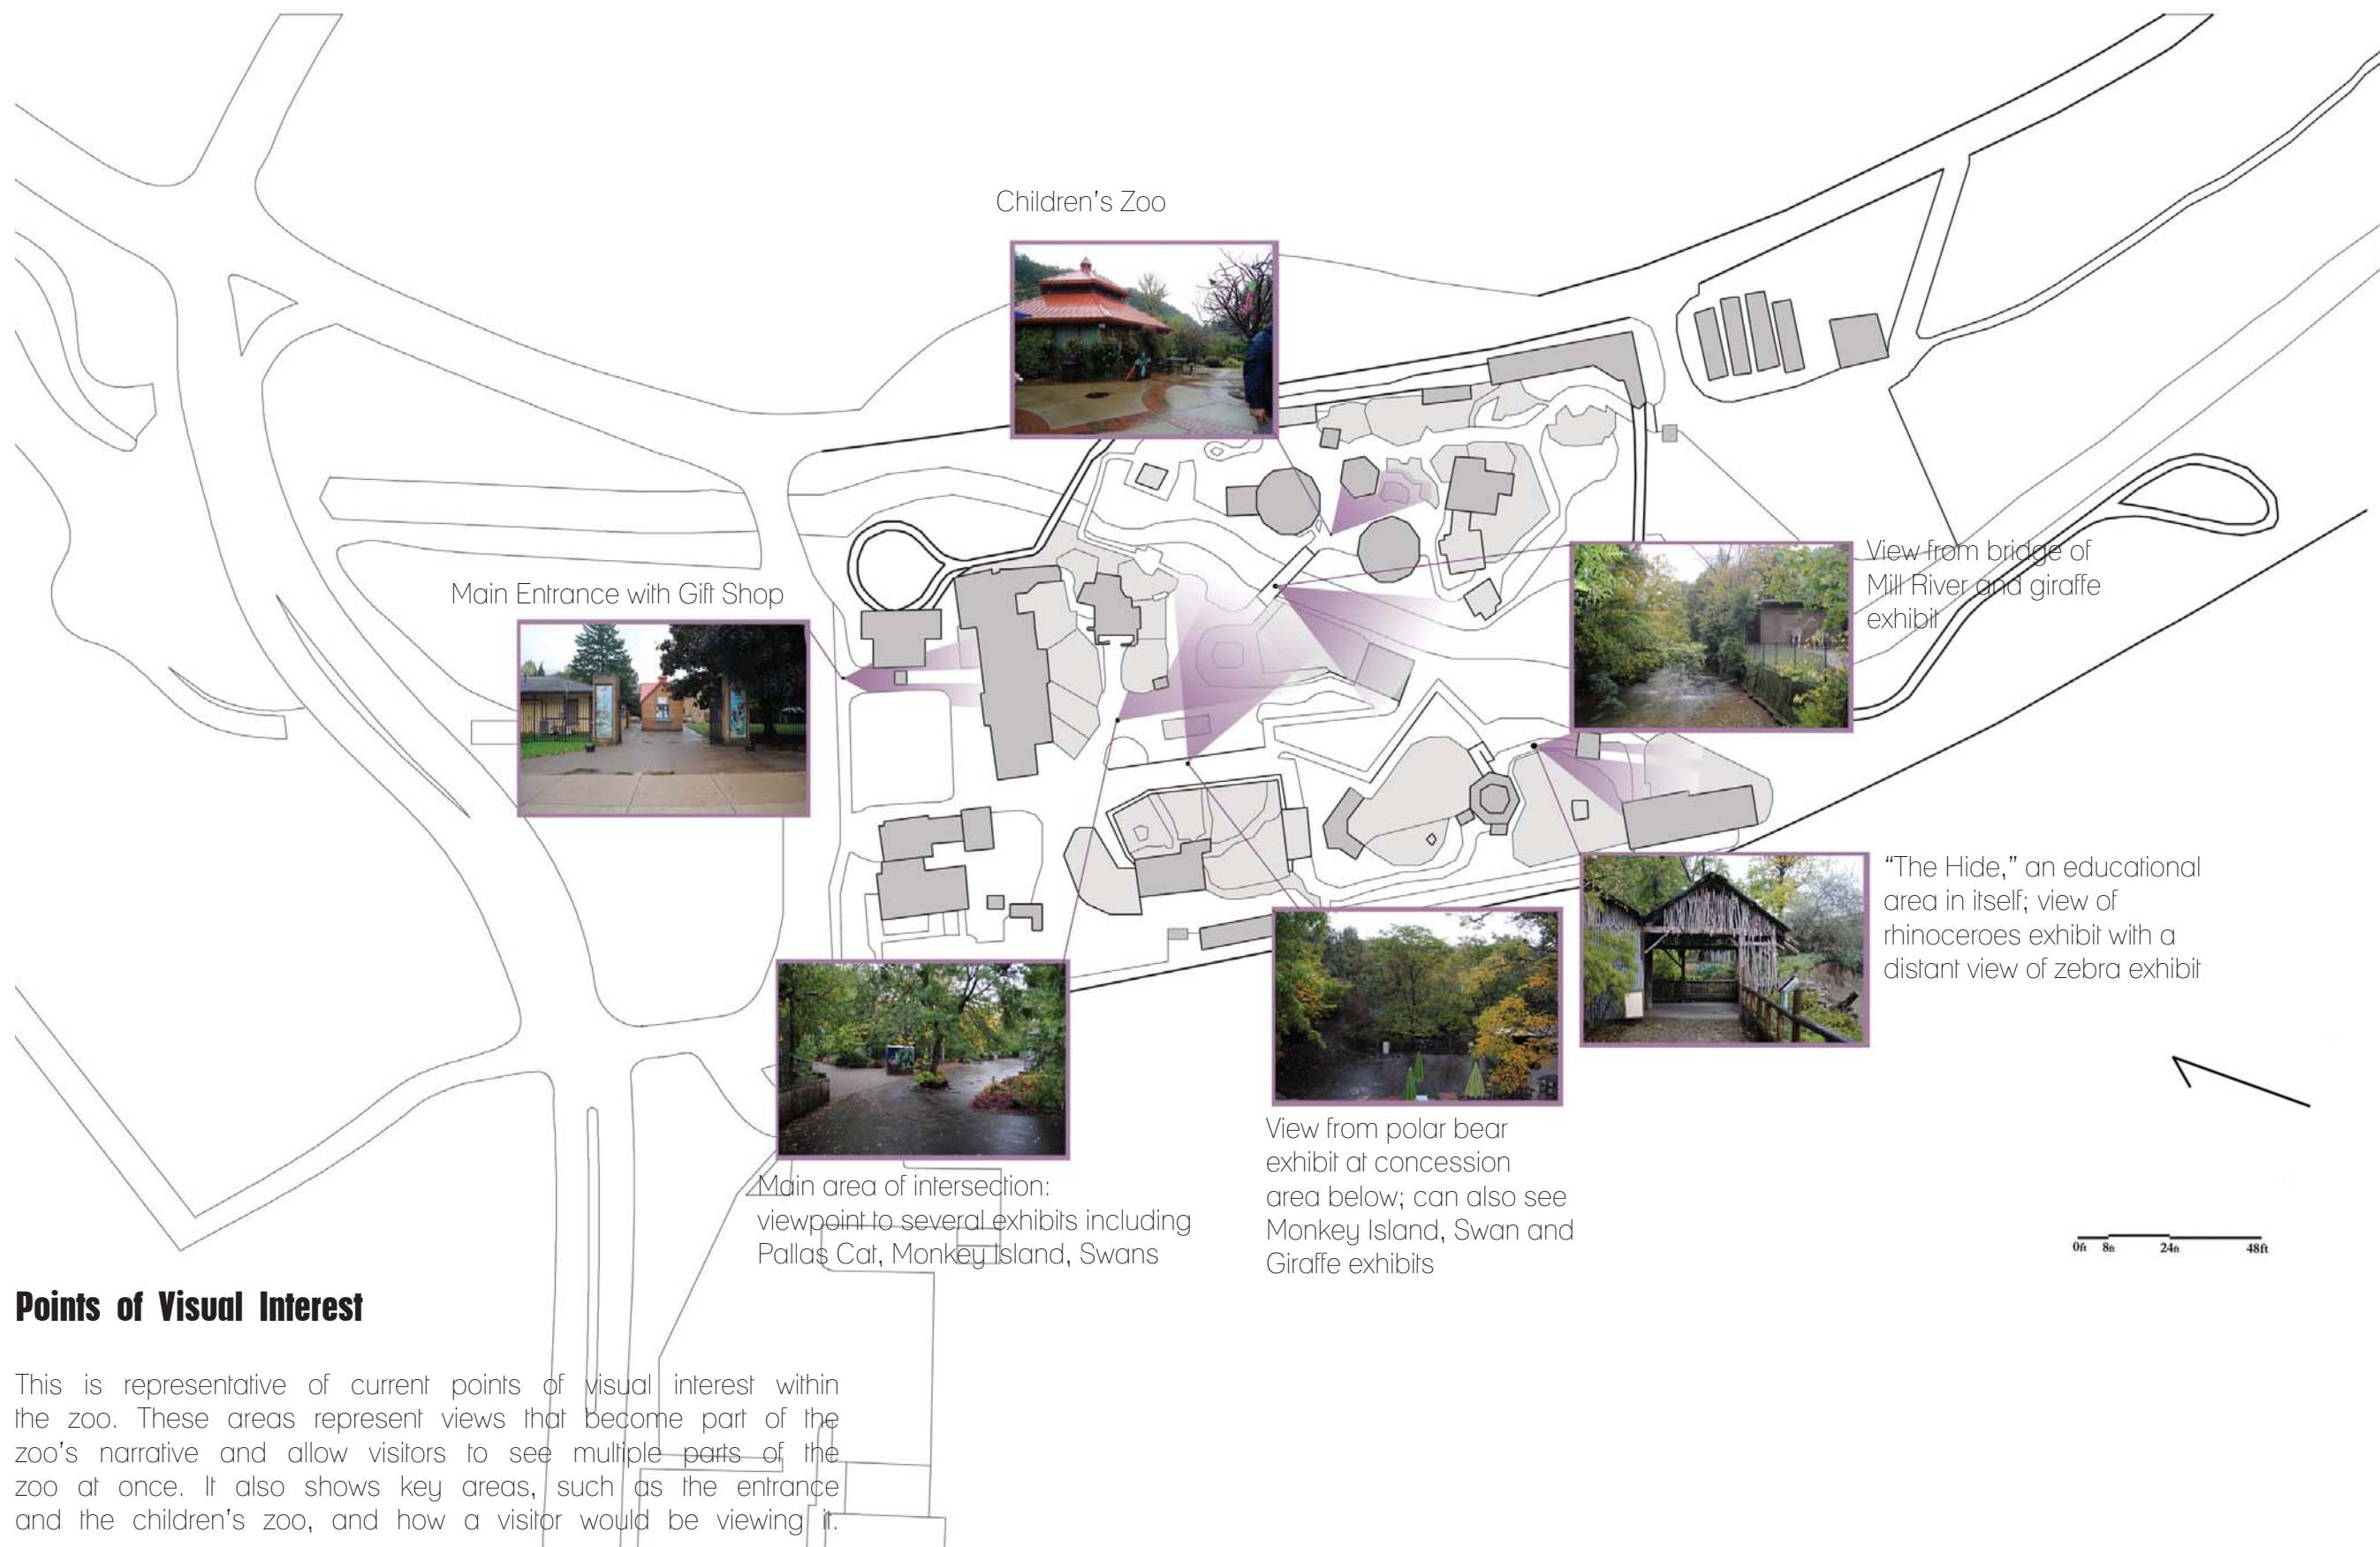 Children's Zoo
Main Entrance with Gift Shop
View from bridge of
Mill River and giraffe
exhibit
"The Hide," an educational
area in itself; view of
rhinoceroes exhibit with a
distant view of zebra exhibit
View from polar bear
exhibit at concession
area below; can also see
Monkey Island, Swan and
Giraffe exhibits
Main area of intersection:
viewpoint to several exhibits including
Pallas Cat, Monkey Island, Swans
0ft 8ft 24ft 48ft
Points of Visual Interest
This is representative of current points of visual interest within
the zoo. These areas represent views that become part of the
zoo's narrative and allow visitors to see multiple parts of the
zoo at once. It also shows key areas, such as the entrance
and the children's zoo, and how a visitor would be viewing it.